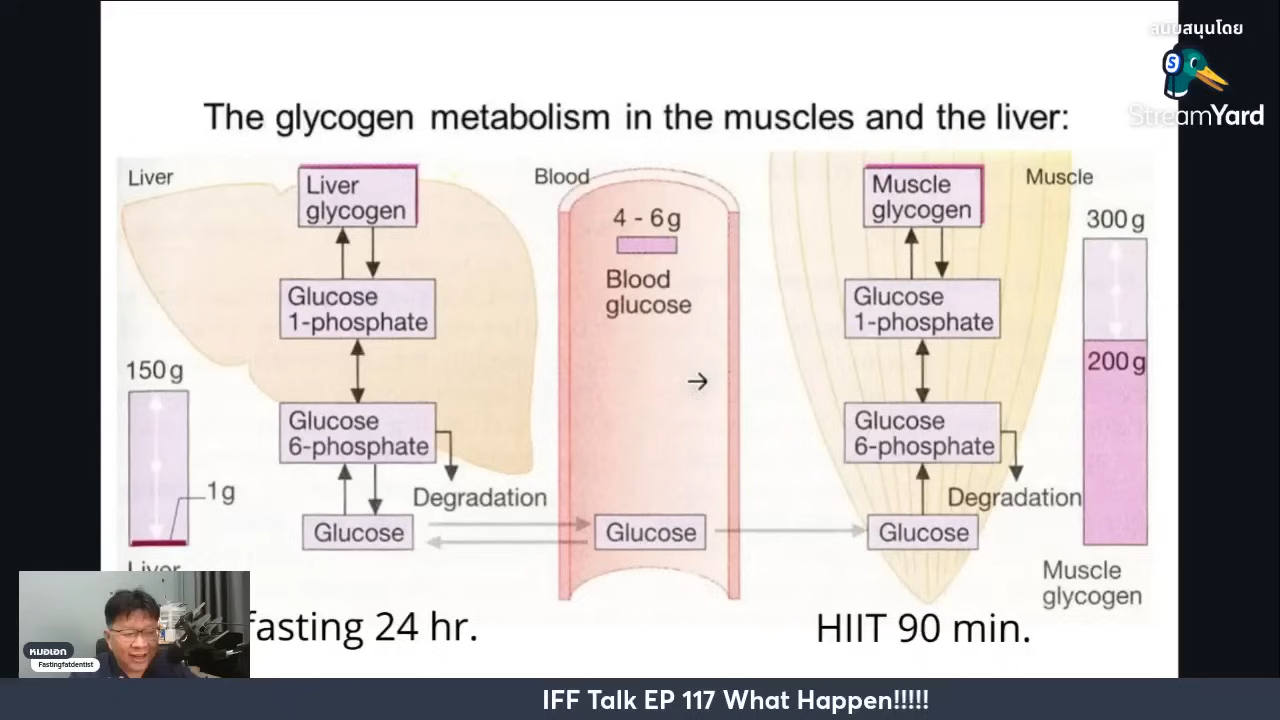 สนับสนุนโดย
S
StreamYard
The glycogen metabolism in the muscles and the liver:
Liver
Liver
glycogen
Glucose
1-phosphate
Glucose
6-phosphate
Degradation
Glucose
150 g
1 g
Liver
Blood
4 - 6 g
Blood
glucose
Glucose
Muscle
Muscle
glycogen
Glucose
1-phosphate
Glucose
6-phosphate
Degradation
Glucose
300 g
200 g
Muscle
glycogen
fasting 24 hr.
HIIT 90 min.
หมอเอก
Fastingfatdentist
IFF Talk EP 117 What Happen!!!!!